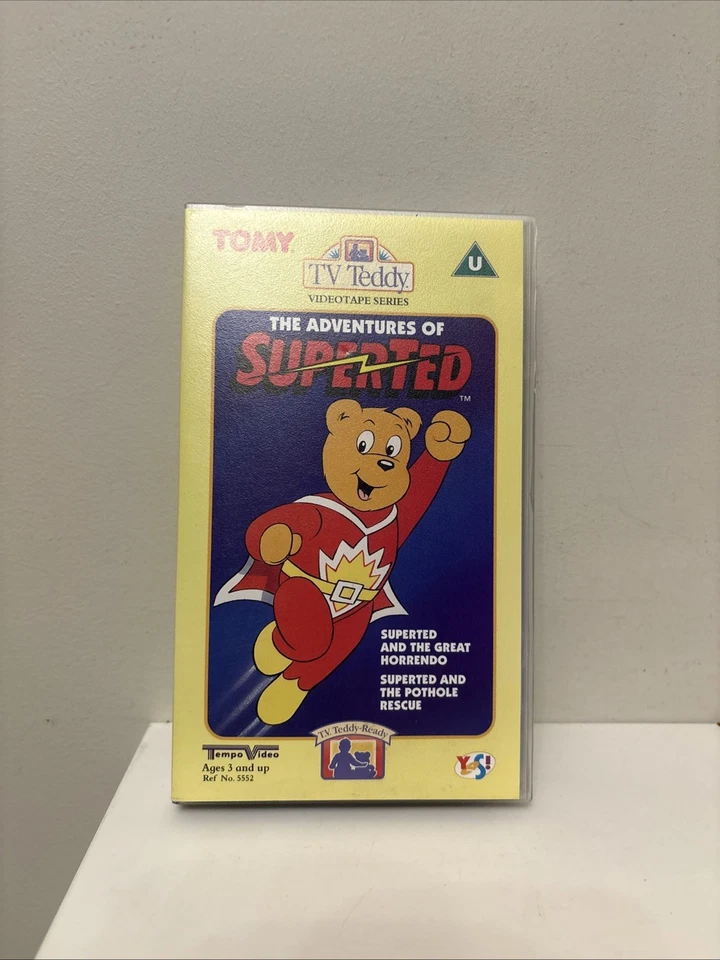 TOMY
TV Teddy
U
VIDEOTAPE SERIES
THE ADVENTURES OF
SUPERTED
TM
SUPERTED
AND THE GREAT
HORRENDO
SUPERTED AND
THE POTHOLE
RESCUE
T.V. Teddy-Ready
Tempo Video
Ages 3 and up
Ref No. 5552
YES!